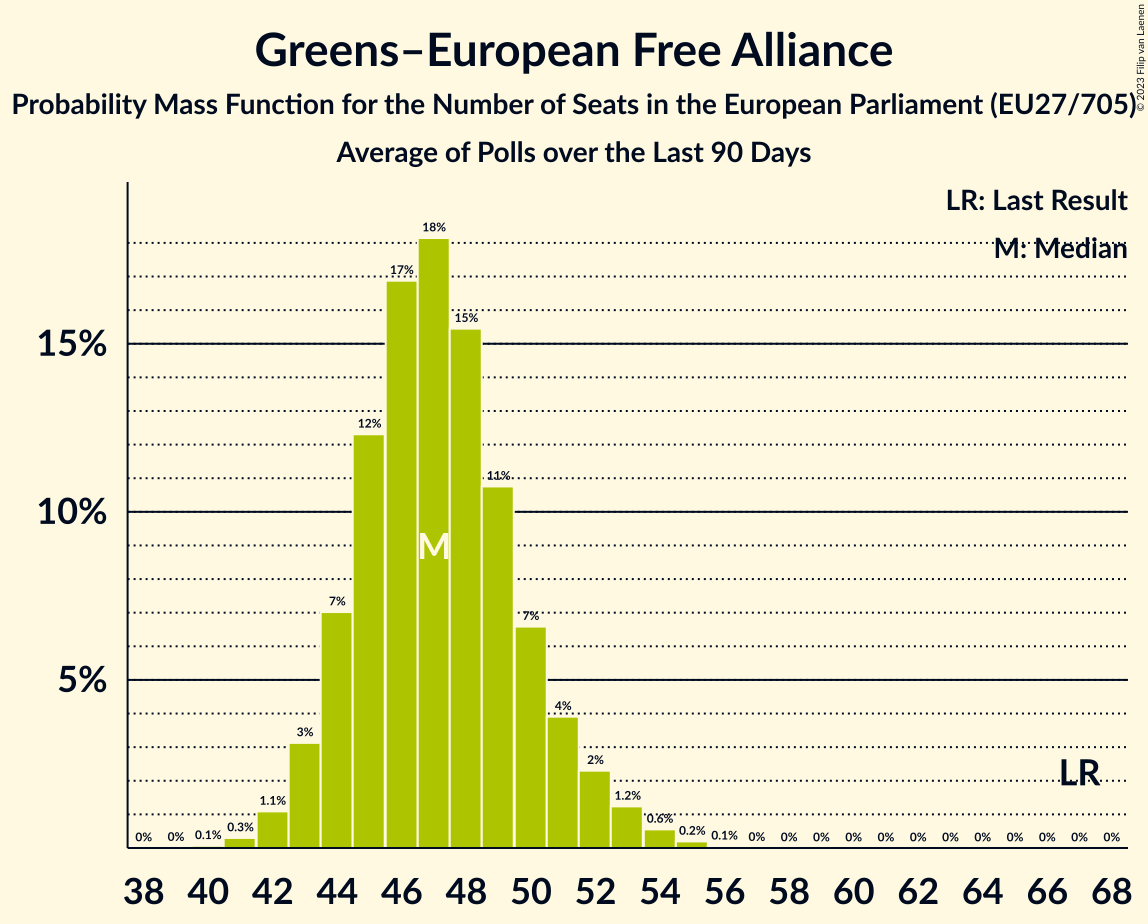 Greens–European Free Alliance
Probability Mass Function for the Number of Seats in the European Parliament (EU27/705)
Average of Polls over the Last 90 Days
© 2023 Filip van Laenen
LR: Last Result
M: Median
15%
10%
5%
0% 0% 0.1% 0.3% 1.1% 3% 7% 12% 17% 18% 15% 11% 7% 4% 2% 1.2% 0.6% 0.2% 0.1% 0% 0% 0% 0% 0% 0% 0% 0% 0% 0% 0% 0%
M
LR
38 40 42 44 46 48 50 52 54 56 58 60 62 64 66 68